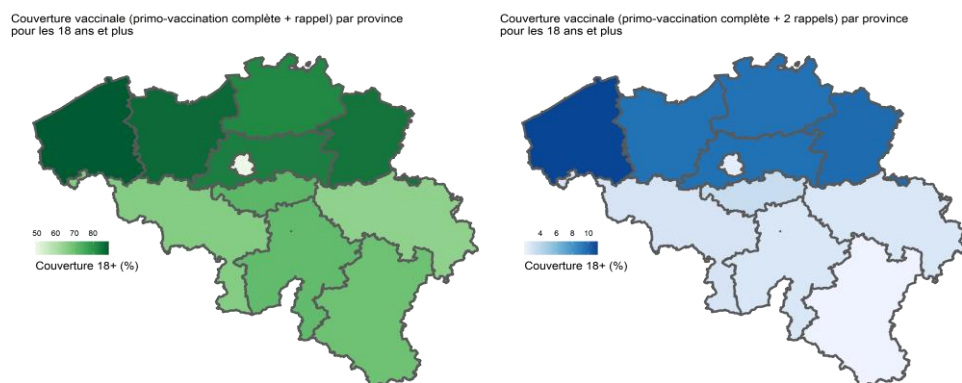 Couverture vaccinale (primo-vaccination complète + rappel) par province
pour les 18 ans et plus
50 60 70 80
Couverture 18+ (%)
Couverture vaccinale (primo-vaccination complète + 2 rappels) par province
pour les 18 ans et plus
4 6 8 10
Couverture 18+ (%)